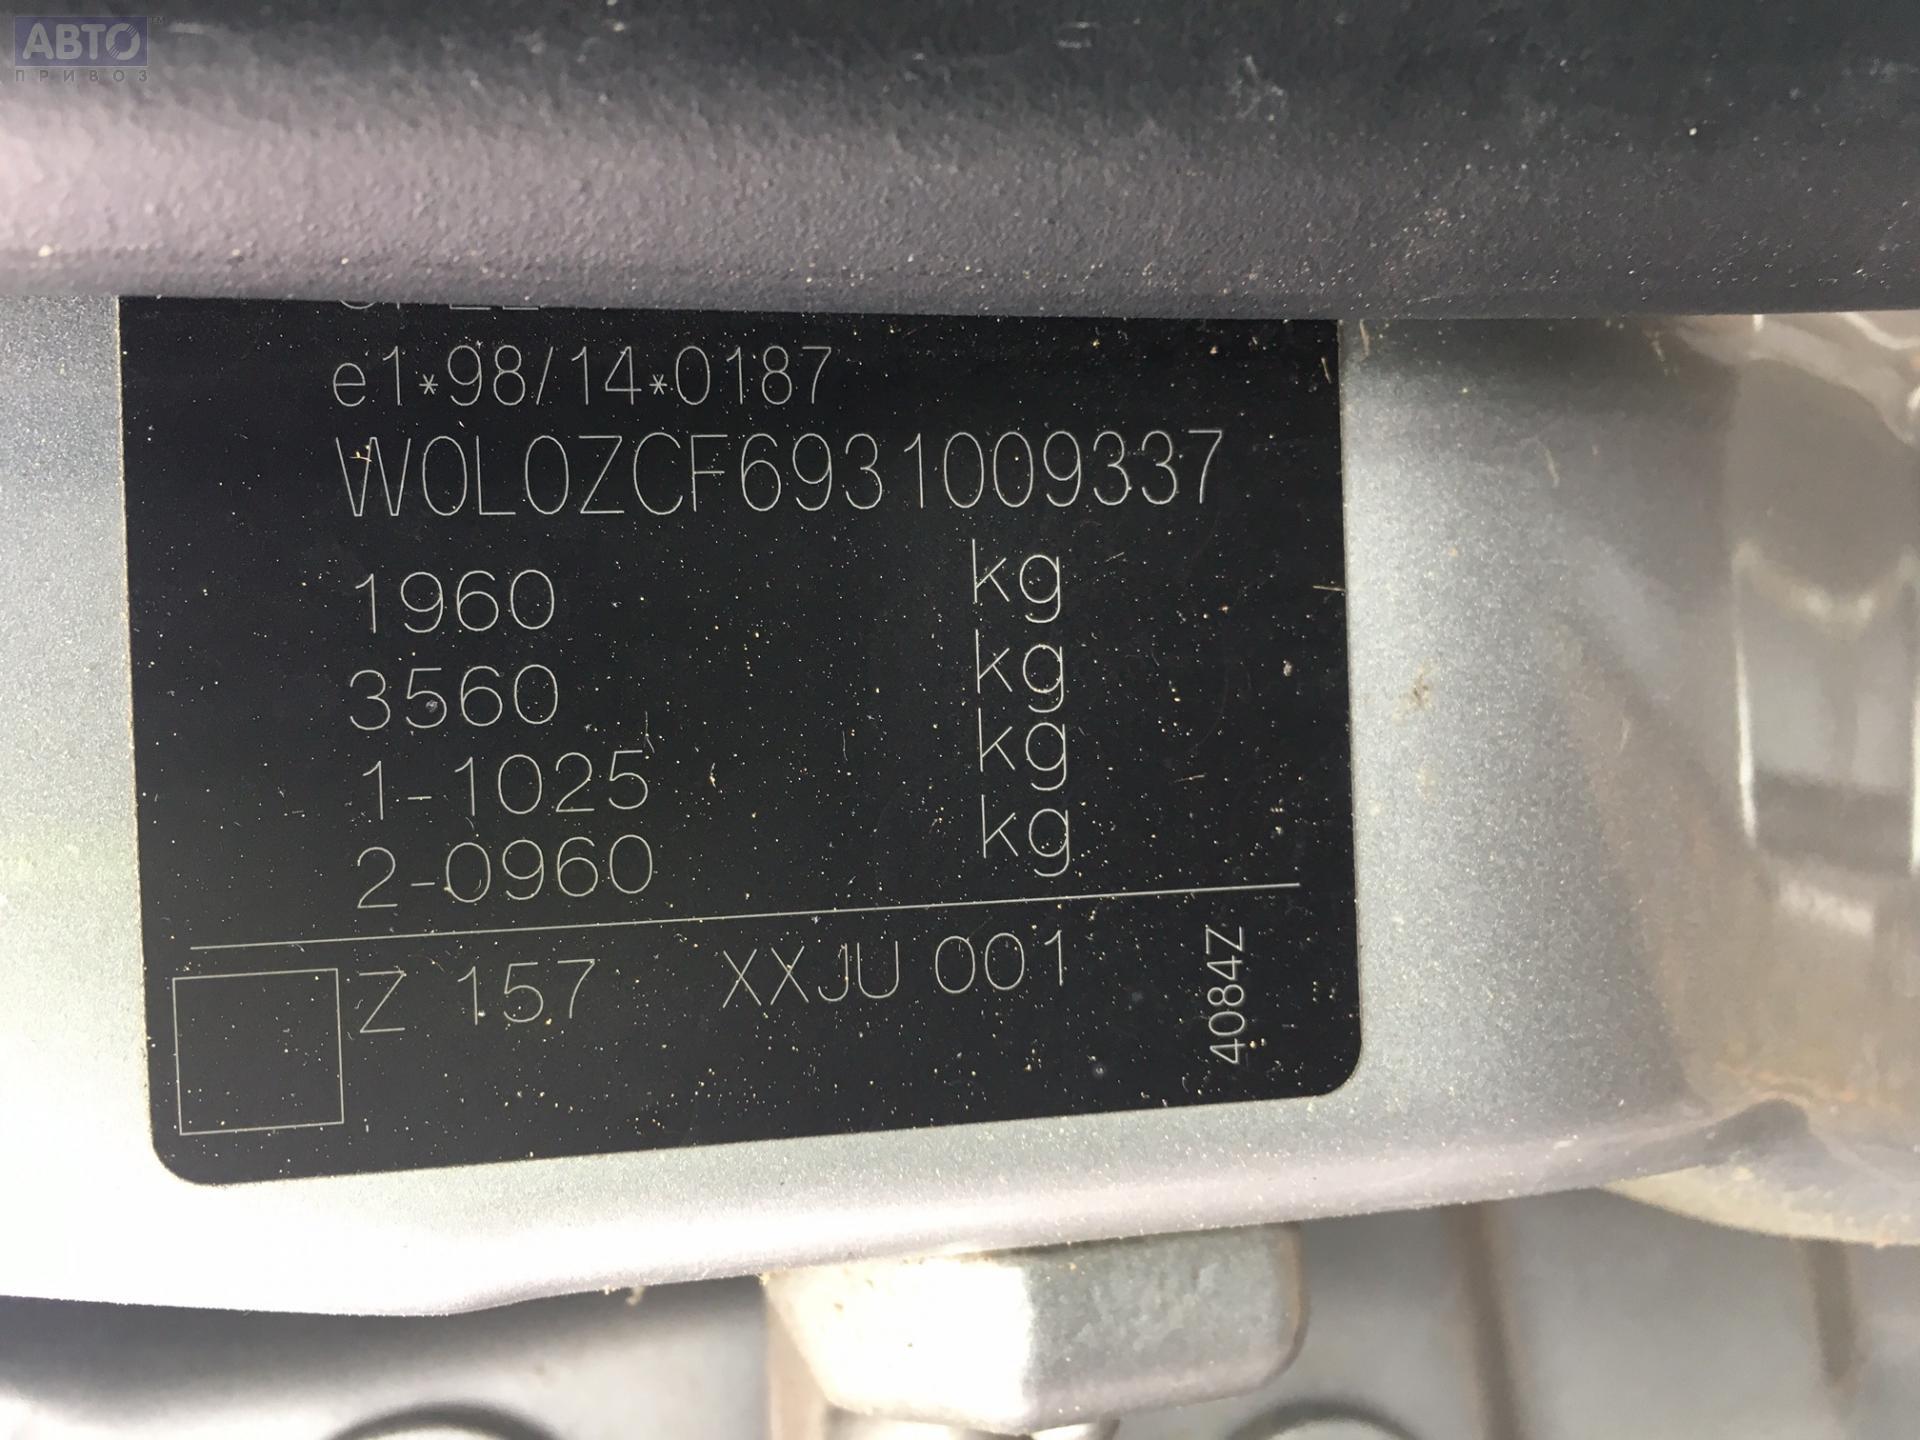 АВТО™
ПРИВОЗ
e1*98/14*0187
W0L0ZCF6931009337
1960 kg
3560 kg
1-1025 kg
2-0960 kg
Z 157 XXJU 001
4084Z